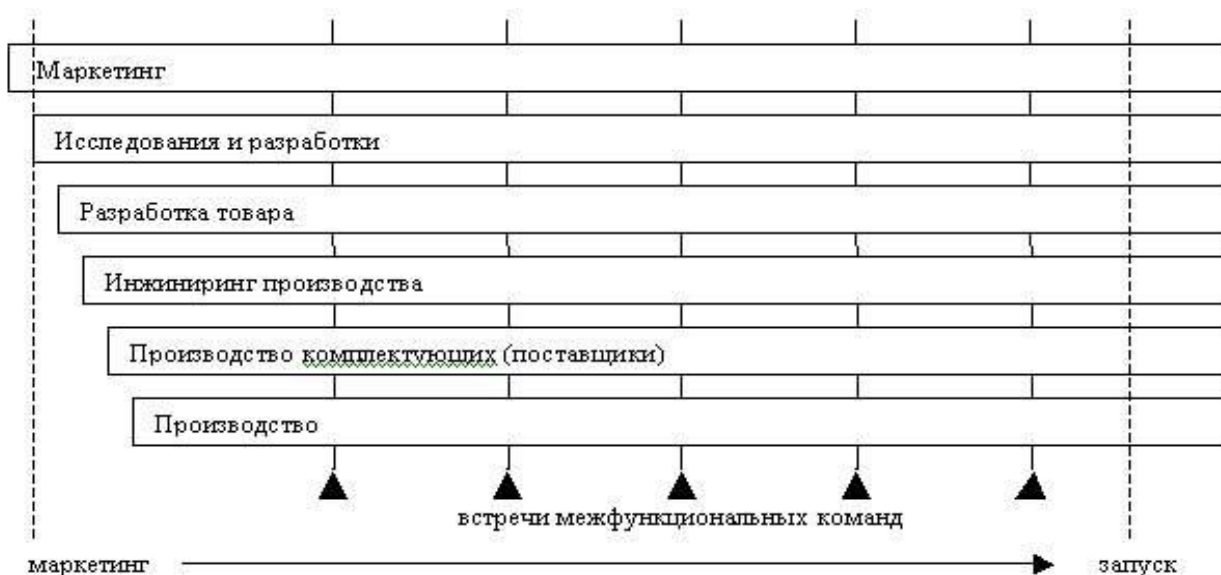 Маркетинг
Исследования и разработки
Разработка товара
Инжиниринг производства
Производство комплектующих (поставщики)
Производство
встречи межфункциональных команд
маркетинг
запуск